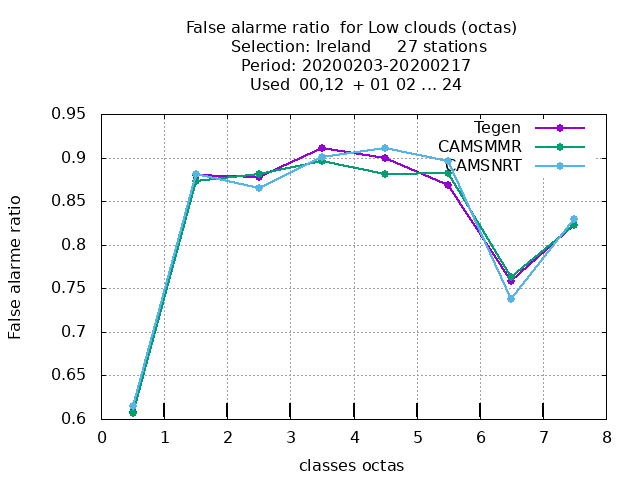 False alarme ratio for Low clouds (octas)
Selection: Ireland 27 stations
Period: 20200203-20200217
Used 00,12 + 01 02 ... 24
0.95
0.9
0.85
0.8
0.75
0.7
0.65
0.6
False alarme ratio
Tegen
CAMSMMR
CAMSNRT
0 1 2 3 4 5 6 7 8
classes octas